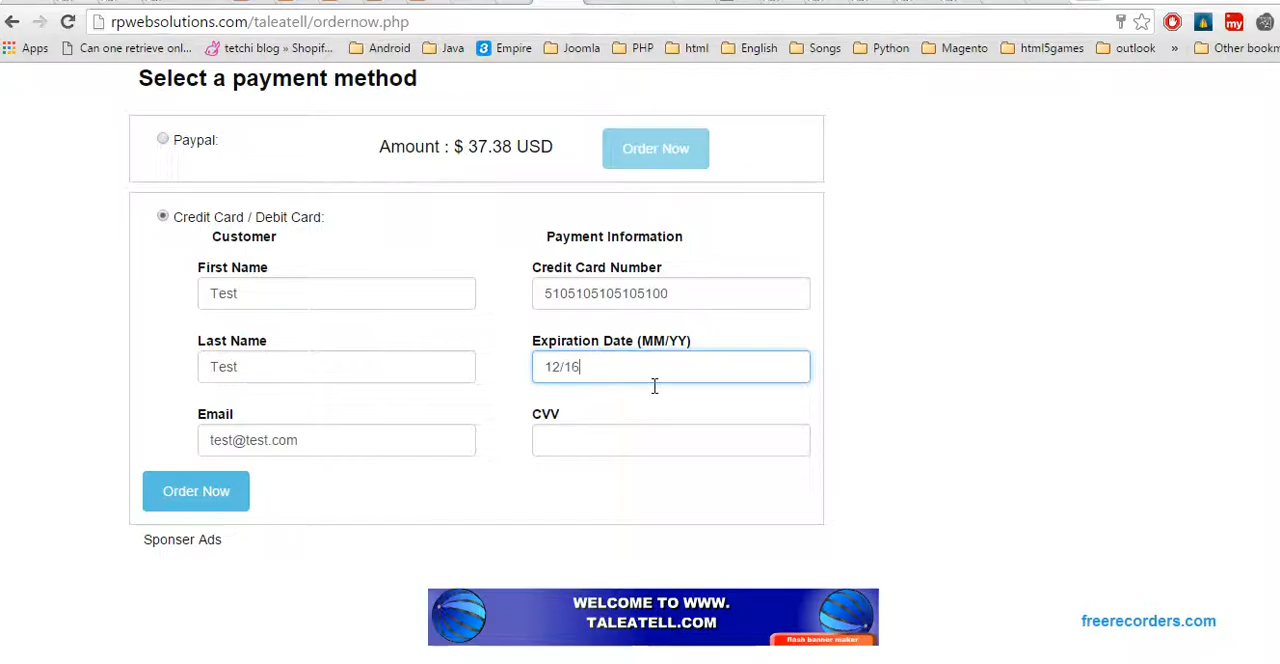 rpwebsolutions.com/taleatell/ordernow.php
my
Apps Can one retrieve onl... tetchi blog » Shopif... Android Java 3 Empire Joomla PHP html English Songs Python Magento html5games outlook » Other bookm
Select a payment method
Paypal: Amount : $ 37.38 USD Order Now
Credit Card / Debit Card:
Customer Payment Information
First Name Credit Card Number
Test 5105105105105100
Last Name Expiration Date (MM/YY)
Test 12/16
Email CVV
test@test.com
Order Now
Sponser Ads
WELCOME TO WWW.
TALEATELL.COM
flash banner maker
freerecorders.com